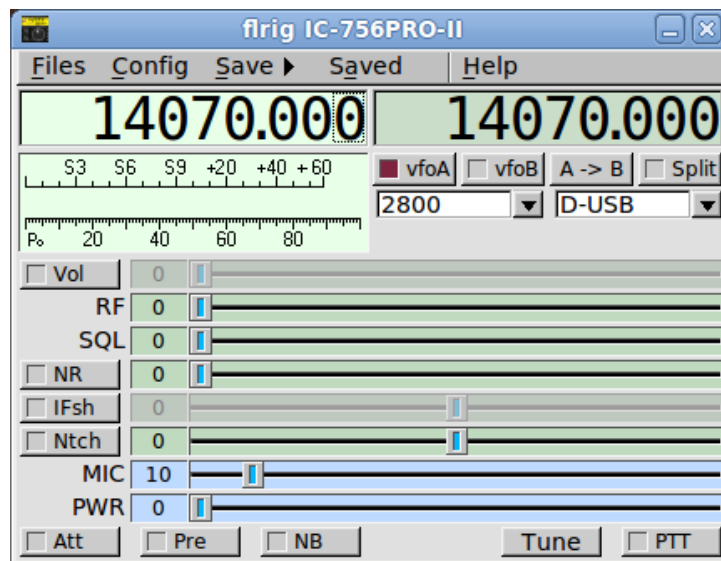 flrig IC-756PRO-II
Files Config Save Saved Help
14070.000 14070.000
S3 S6 S9 +20 +40 +60
Po 20 40 60 80
vfoA vfoB A -> B Split
2800 D-USB
Vol 0
RF 0
SQL 0
NR 0
IFsh 0
Ntch 0
MIC 10
PWR 0
Att Pre NB Tune PTT